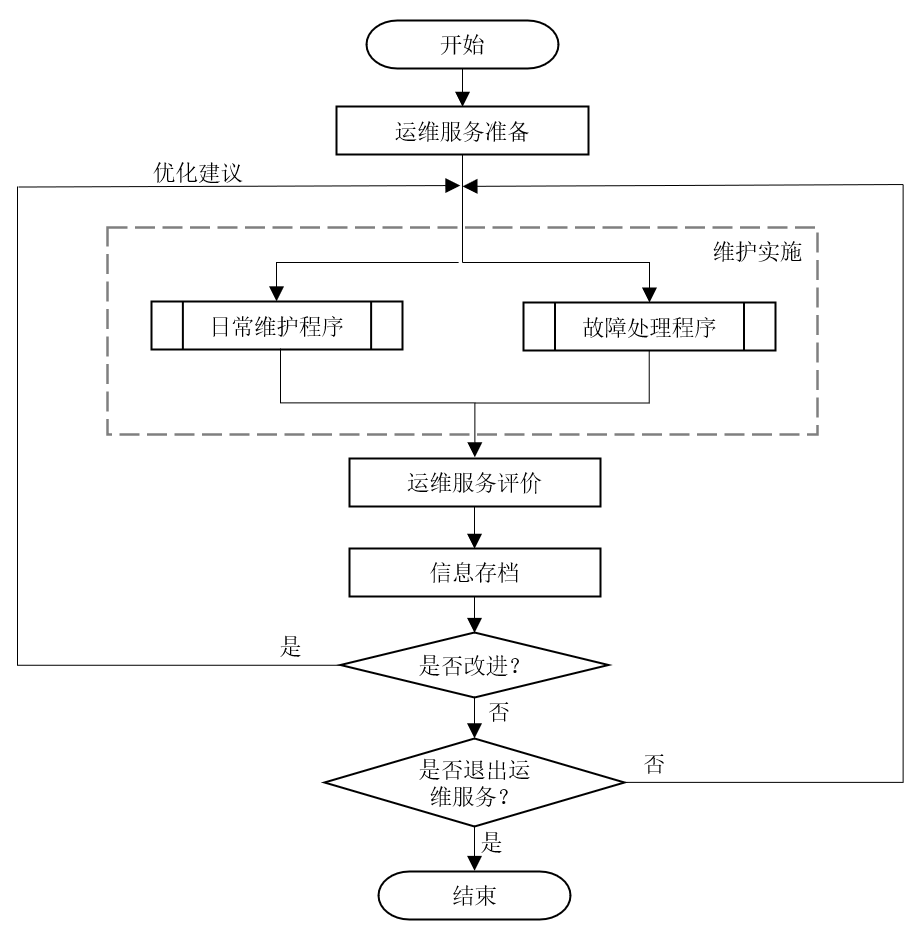 开始
运维服务准备
优化建议
维护实施
日常维护程序
故障处理程序
运维服务评价
信息存档
是
是否改进？
否
是否退出运
维服务？
否
是
结束